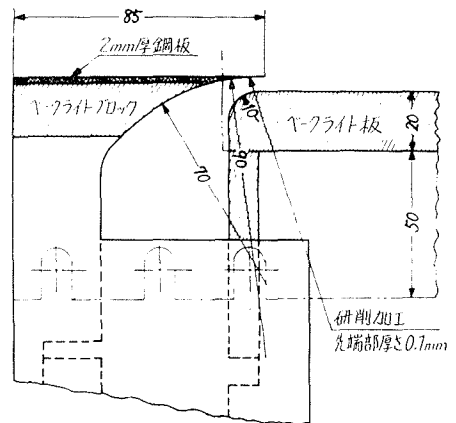 85
2mm厚鋼板
ベークライトブロック
ベークライト板
10
20
90
70
50
研削加工
先端部厚さ0.1mm